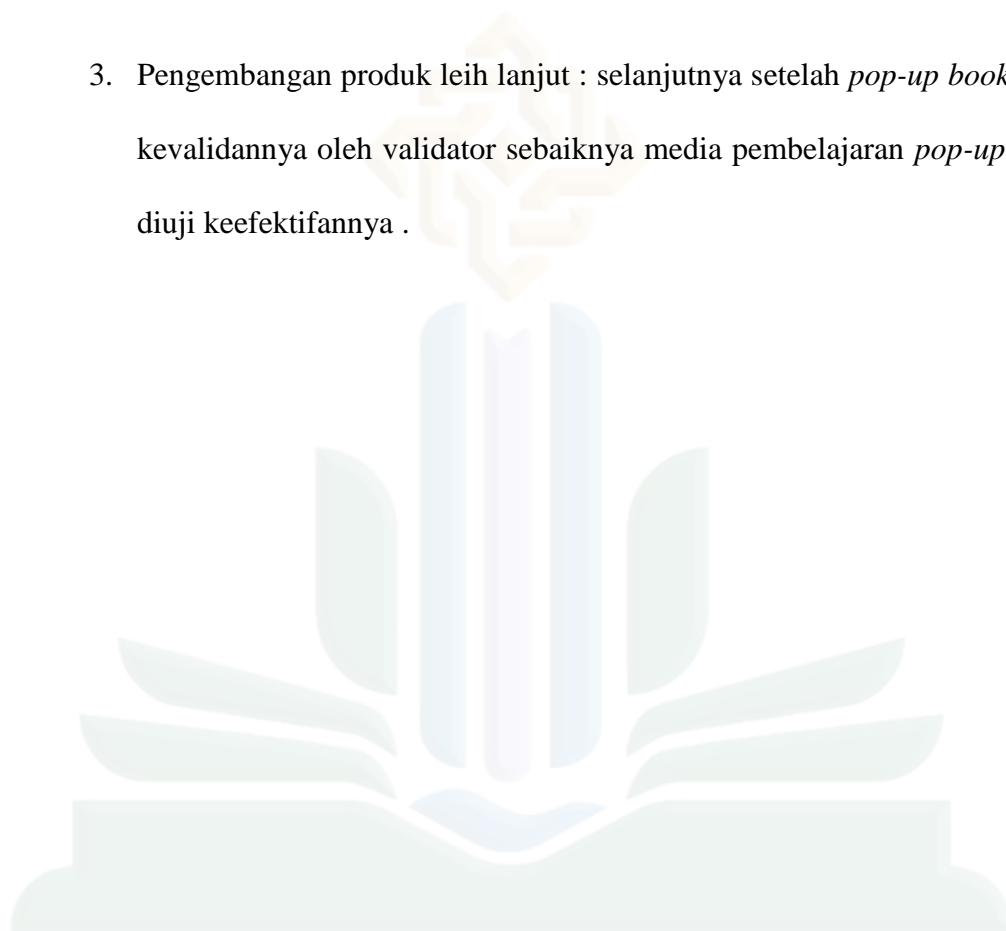 3. Pengembangan produk leih lanjut : selanjutnya setelah pop-up book
kevalidannya oleh validator sebaiknya media pembelajaran pop-up
diuji keefektifannya .